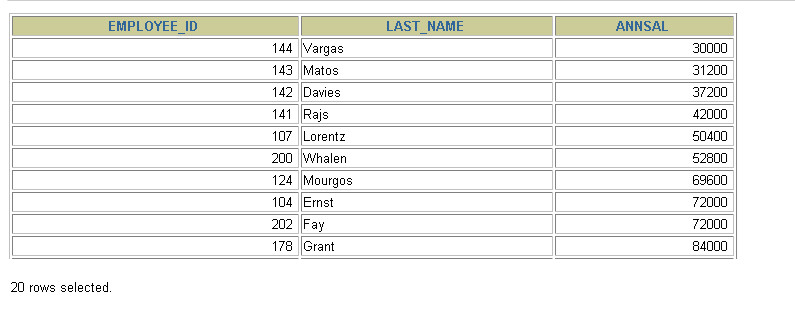 EMPLOYEE_ID LAST_NAME ANNSAL
144 Vargas 30000
143 Matos 31200
142 Davies 37200
141 Rajs 42000
107 Lorentz 50400
200 Whalen 52800
124 Mourgos 69600
104 Ernst 72000
202 Fay 72000
178 Grant 84000
20 rows selected.